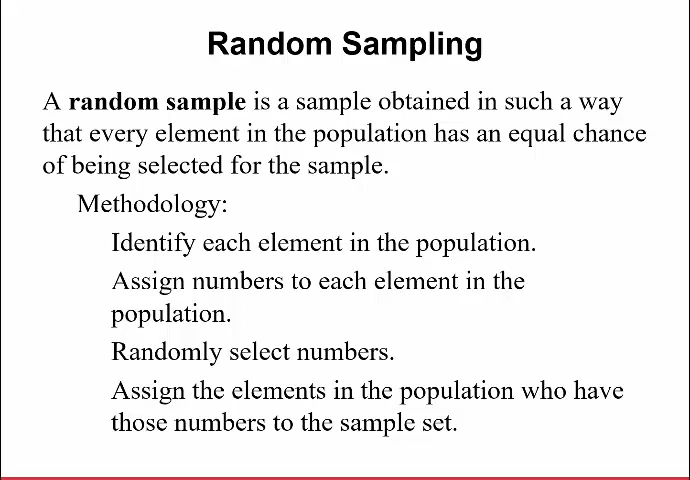 Random Sampling
A random sample is a sample obtained in such a way
that every element in the population has an equal chance
of being selected for the sample.
Methodology:
Identify each element in the population.
Assign numbers to each element in the
population.
Randomly select numbers.
Assign the elements in the population who have
those numbers to the sample set.